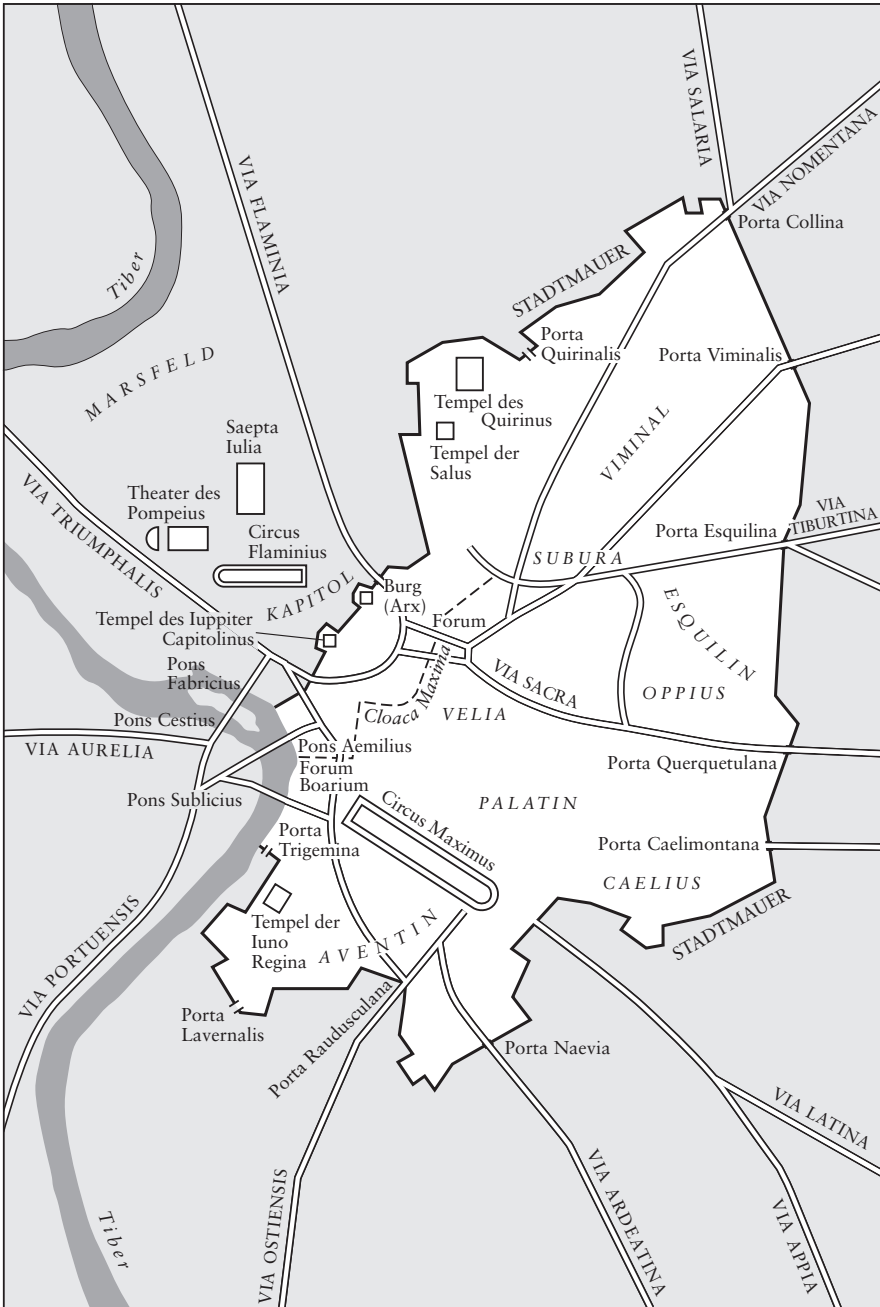 VIA SALARIA
VIA NOMENTANA
Porta Collina
VIA FLAMINIA
Tiber
STADTMAUER
MARSFELD
Porta
Quirinalis
Porta Viminalis
Tempel des
Quirinus
Tempel der
Salus
VIMINAL
Saepta
Iulia
Theater des
Pompeius
VIA TRIUMPHALIS
Circus
Flaminius
Porta Esquilina
VIA
TIBURTINA
SUBURA
KAPITOL
Burg
(Arx)
Forum
ESQUILIN
Tempel des Iuppiter
Capitolinus
Pons
Fabricius
Cloaca Maxima
VIA SACRA
OPPIUS
VELIA
Pons Cestius
VIA AURELIA
Pons Aemilius
Forum
Boarium
Porta Querquetulana
Pons Sublicius
Circus Maximus
PALATIN
Porta
Trigemina
Porta Caelimontana
CAELIUS
STADTMAUER
Tempel der
Iuno
Regina
AVENTIN
VIA PORTUENSIS
Porta
Lavernalis
Porta Raudusculana
Porta Naevia
VIA LATINA
VIA OSTIENSIS
VIA ARDEATINA
VIA APPIA
Tiber